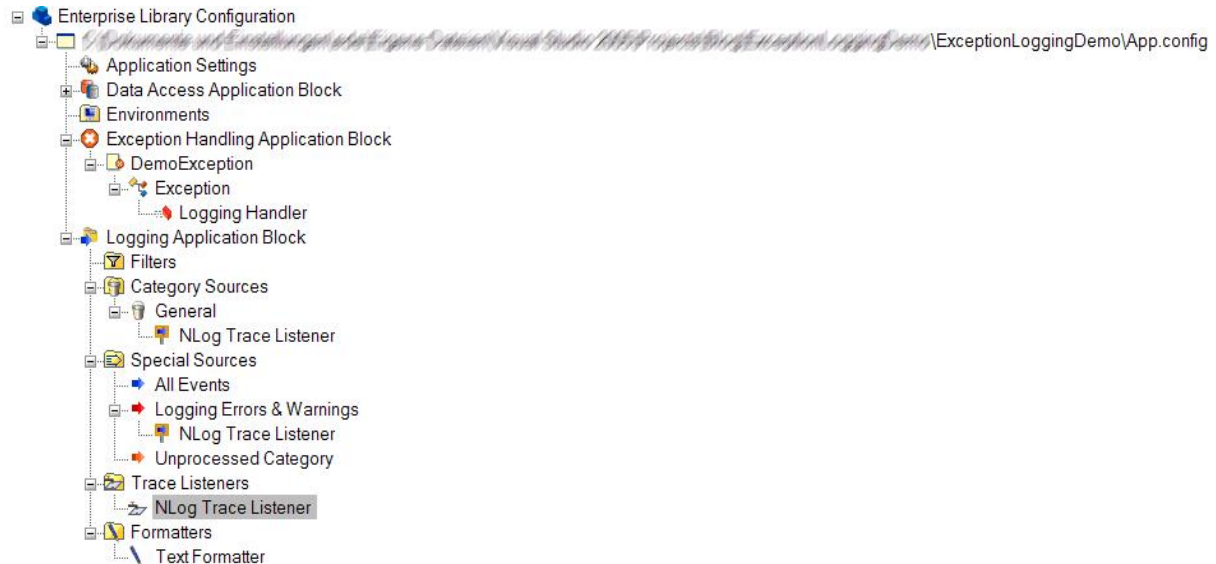 Enterprise Library Configuration
\ExceptionLoggingDemo\App.config
Application Settings
Data Access Application Block
Environments
Exception Handling Application Block
DemoException
Exception
Logging Handler
Logging Application Block
Filters
Category Sources
General
NLog Trace Listener
Special Sources
All Events
Logging Errors & Warnings
NLog Trace Listener
Unprocessed Category
Trace Listeners
NLog Trace Listener
Formatters
Text Formatter